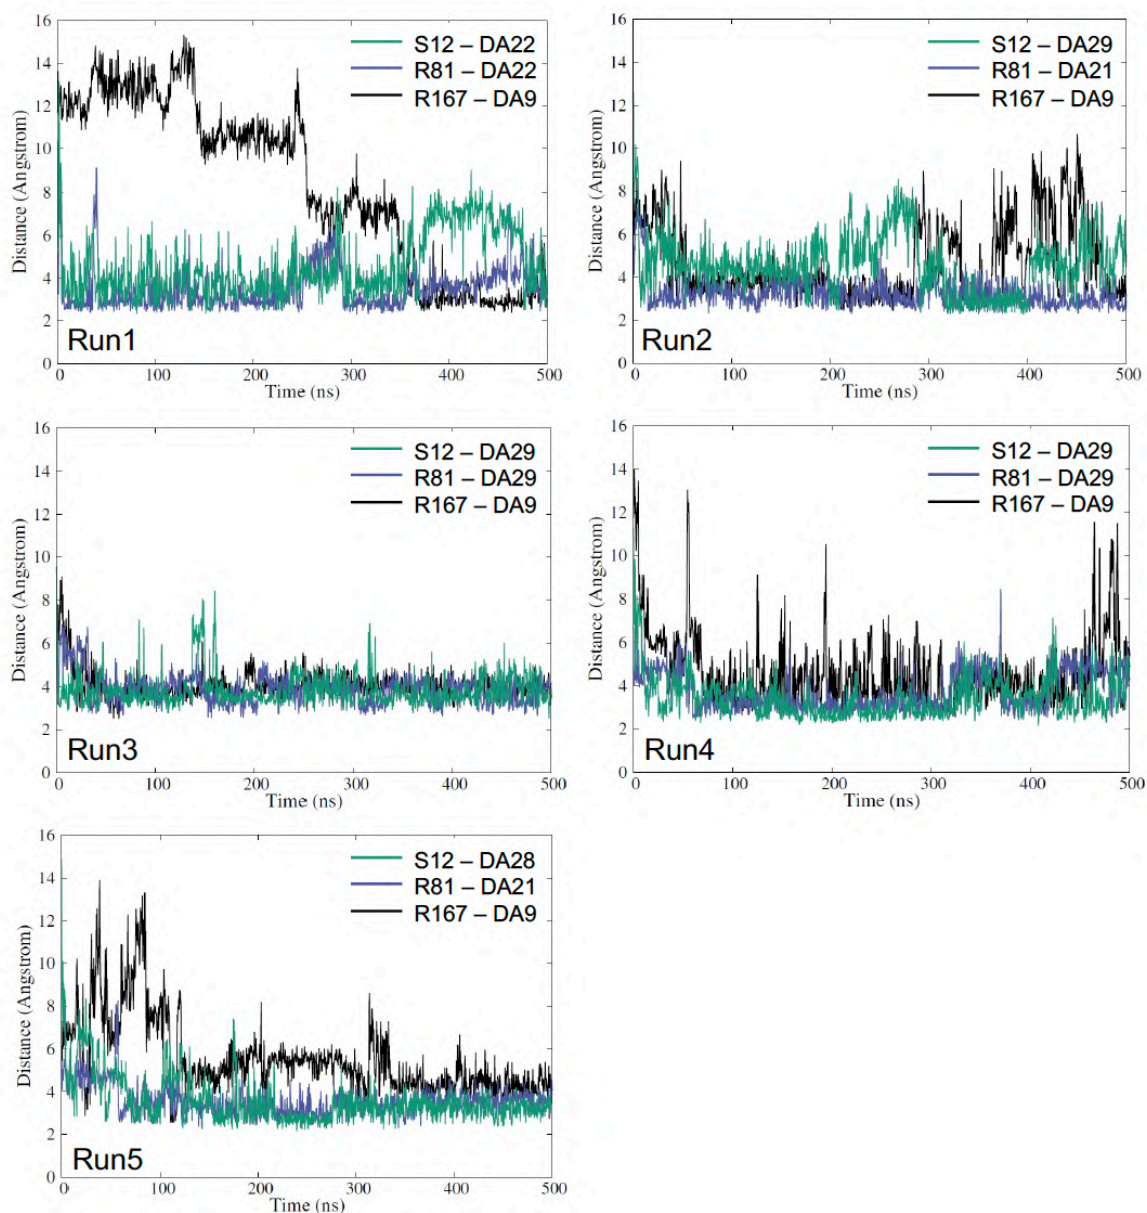 16
14
12
10
8
6
4
2
0
Distance (Angstrom)
S12 – DA22
R81 – DA22
R167 – DA9
Run1
0 100 200 300 400 500
Time (ns)
16
14
12
10
8
6
4
2
0
Distance (Angstrom)
S12 – DA29
R81 – DA21
R167 – DA9
Run2
0 100 200 300 400 500
Time (ns)
16
14
12
10
8
6
4
2
0
Distance (Angstrom)
S12 – DA29
R81 – DA29
R167 – DA9
Run3
0 100 200 300 400 500
Time (ns)
16
14
12
10
8
6
4
2
0
Distance (Angstrom)
S12 – DA29
R81 – DA29
R167 – DA9
Run4
0 100 200 300 400 500
Time (ns)
16
14
12
10
8
6
4
2
0
Distance (Angstrom)
S12 – DA28
R81 – DA21
R167 – DA9
Run5
0 100 200 300 400 500
Time (ns)